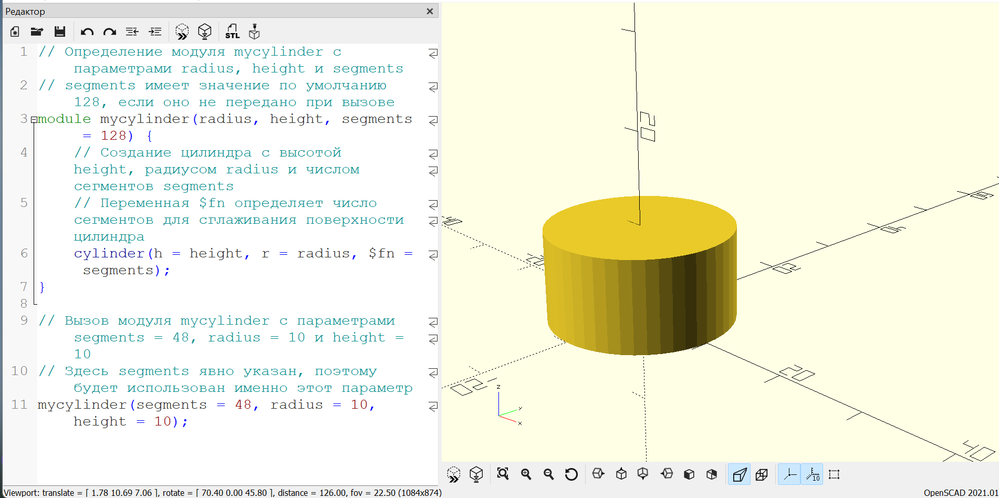 Редактор
STL
1 // Определение модуля mycylinder с
параметрами radius, height и segments
2 // segments имеет значение по умолчанию
128, если оно не передано при вызове
3 module mycylinder(radius, height, segments
= 128) {
4 // Создание цилиндра с высотой
height, радиусом radius и числом
сегментов segments
5 // Переменная $fn определяет число
сегментов для сглаживания поверхности
цилиндра
6 cylinder(h = height, r = radius, $fn =
segments);
7 }
8
9 // Вызов модуля mycylinder с параметрами
segments = 48, radius = 10 и height =
10
10 // Здесь segments явно указан, поэтому
будет использован именно этот параметр
11 mycylinder(segments = 48, radius = 10,
height = 10);
20
20
40
20
40
-20
z
y
x
10
Viewport: translate = [ 1.78 10.69 7.06 ], rotate = [ 70.40 0.00 45.80 ], distance = 126.00, fov = 22.50 (1084x874)
OpenSCAD 2021.01